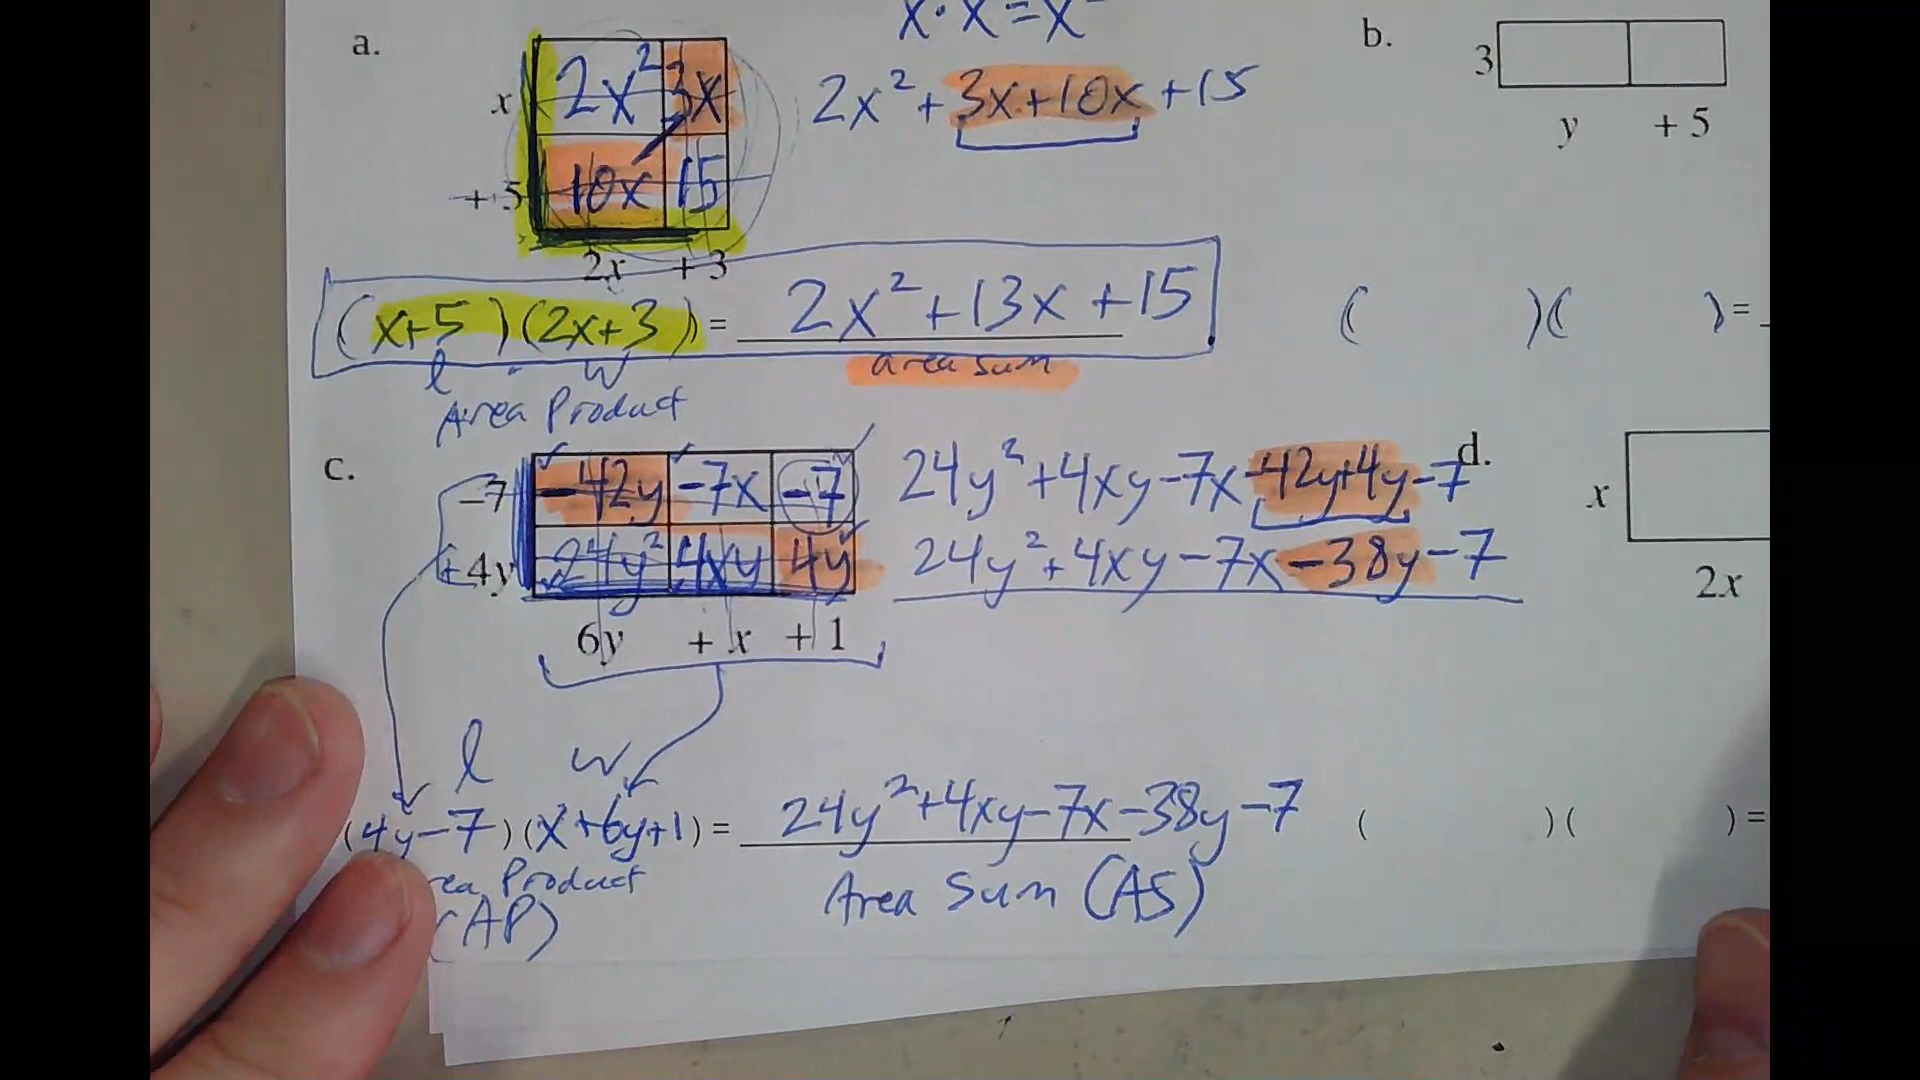 x·x=x²
a.
b.
x
2x² 3x
2x²+3x+10x+15
3
+5
10x 15
y +5
2x +3
(x+5)(2x+3)= 2x²+13x+15
( )( )=
l w
area sum
Area Product
c.
d.
-7
-42y -7x -7
24y²+4xy-7x-42y+4y-7
x
+4y
24y² 4xy 4y
24y²+4xy-7x-38y-7
2x
6y +x +1
l w
(4y-7)(x+6y+1)= 24y²+4xy-7x-38y-7
( )( )=
rea Product
Area Sum (AS)
(AP)